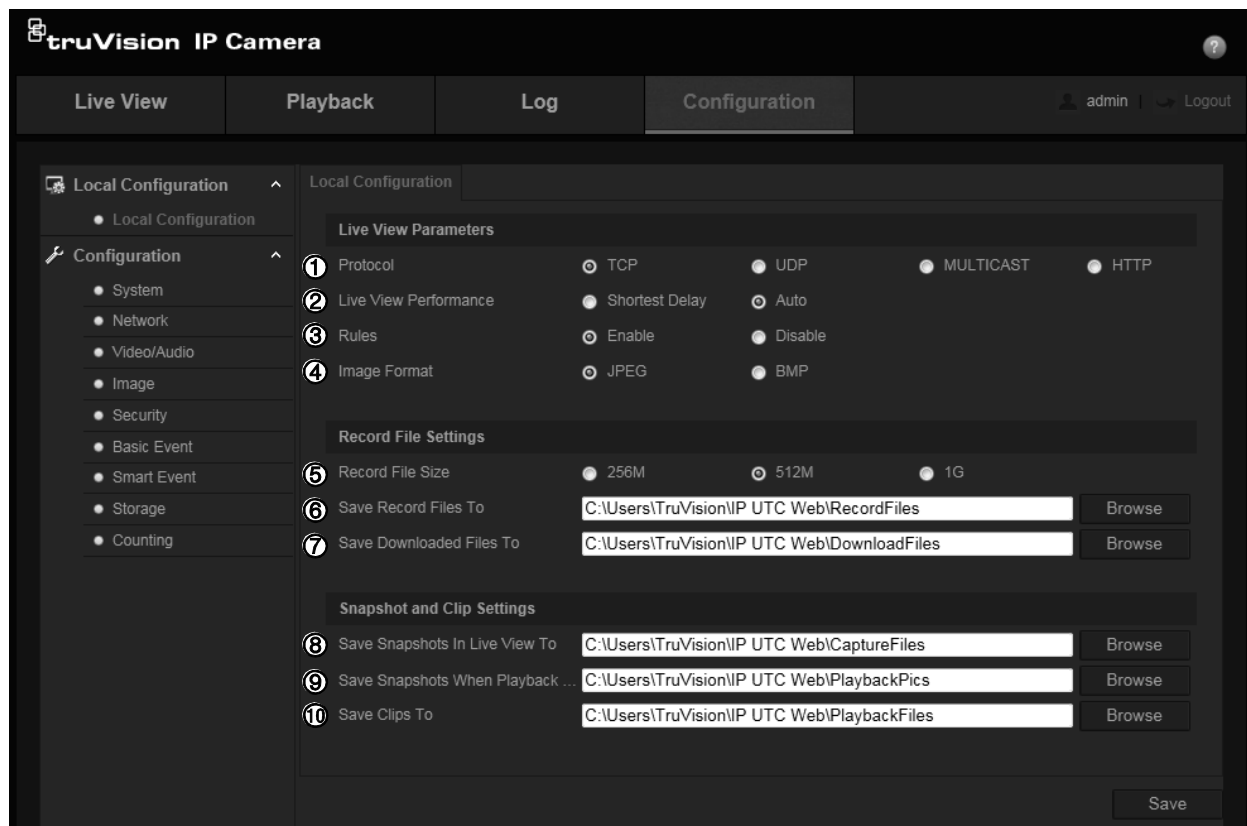 truVision IP Camera
?
Live View Playback Log Configuration admin | Logout
Local Configuration
Local Configuration
Configuration
System
Network
Video/Audio
Image
Security
Basic Event
Smart Event
Storage
Counting
Local Configuration
Live View Parameters
① Protocol TCP UDP MULTICAST HTTP
② Live View Performance Shortest Delay Auto
③ Rules Enable Disable
④ Image Format JPEG BMP
Record File Settings
⑤ Record File Size 256M 512M 1G
⑥ Save Record Files To C:\Users\TruVision\IP UTC Web\RecordFiles Browse
⑦ Save Downloaded Files To C:\Users\TruVision\IP UTC Web\DownloadFiles Browse
Snapshot and Clip Settings
⑧ Save Snapshots In Live View To C:\Users\TruVision\IP UTC Web\CaptureFiles Browse
⑨ Save Snapshots When Playback ... C:\Users\TruVision\IP UTC Web\PlaybackPics Browse
⑩ Save Clips To C:\Users\TruVision\IP UTC Web\PlaybackFiles Browse
Save